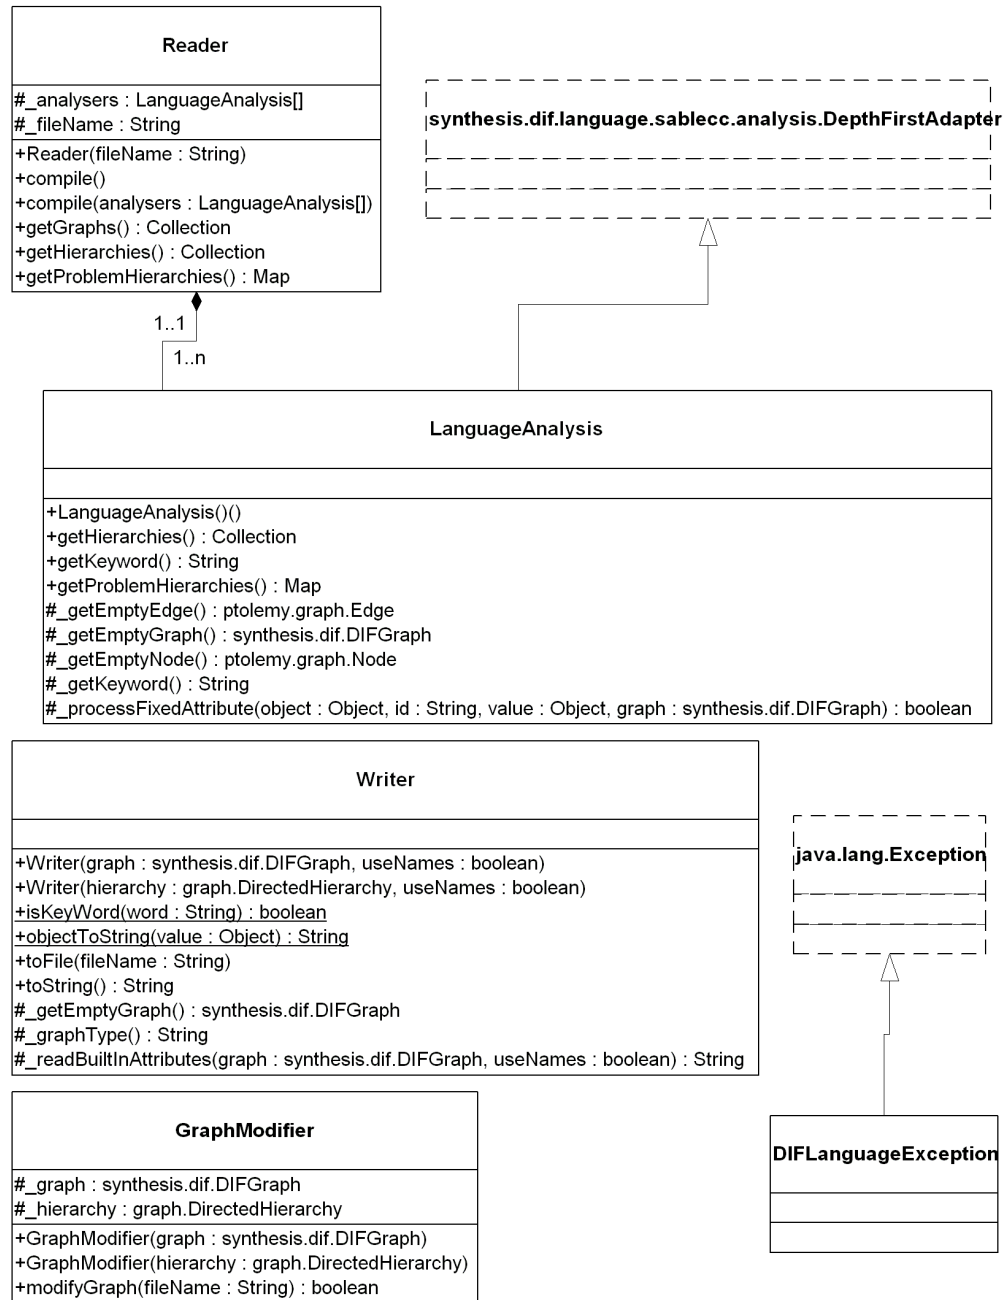 Reader
#_analysers : LanguageAnalysis[]
#_fileName : String
+Reader(fileName : String)
+compile()
+compile(analysers : LanguageAnalysis[])
+getGraphs() : Collection
+getHierarchies() : Collection
+getProblemHierarchies() : Map
synthesis.dif.language.sablecc.analysis.DepthFirstAdapter
1..1
1..n
LanguageAnalysis
+LanguageAnalysis()()
+getHierarchies() : Collection
+getKeyword() : String
+getProblemHierarchies() : Map
#_getEmptyEdge() : ptolemy.graph.Edge
#_getEmptyGraph() : synthesis.dif.DIFGraph
#_getEmptyNode() : ptolemy.graph.Node
#_getKeyword() : String
#_processFixedAttribute(object : Object, id : String, value : Object, graph : synthesis.dif.DIFGraph) : boolean
Writer
+Writer(graph : synthesis.dif.DIFGraph, useNames : boolean)
+Writer(hierarchy : graph.DirectedHierarchy, useNames : boolean)
+isKeyWord(word : String) : boolean
+objectToString(value : Object) : String
+toFile(fileName : String)
+toString() : String
#_getEmptyGraph() : synthesis.dif.DIFGraph
#_graphType() : String
#_readBuiltInAttributes(graph : synthesis.dif.DIFGraph, useNames : boolean) : String
java.lang.Exception
GraphModifier
#_graph : synthesis.dif.DIFGraph
#_hierarchy : graph.DirectedHierarchy
+GraphModifier(graph : synthesis.dif.DIFGraph)
+GraphModifier(hierarchy : graph.DirectedHierarchy)
+modifyGraph(fileName : String) : boolean
DIFLanguageException